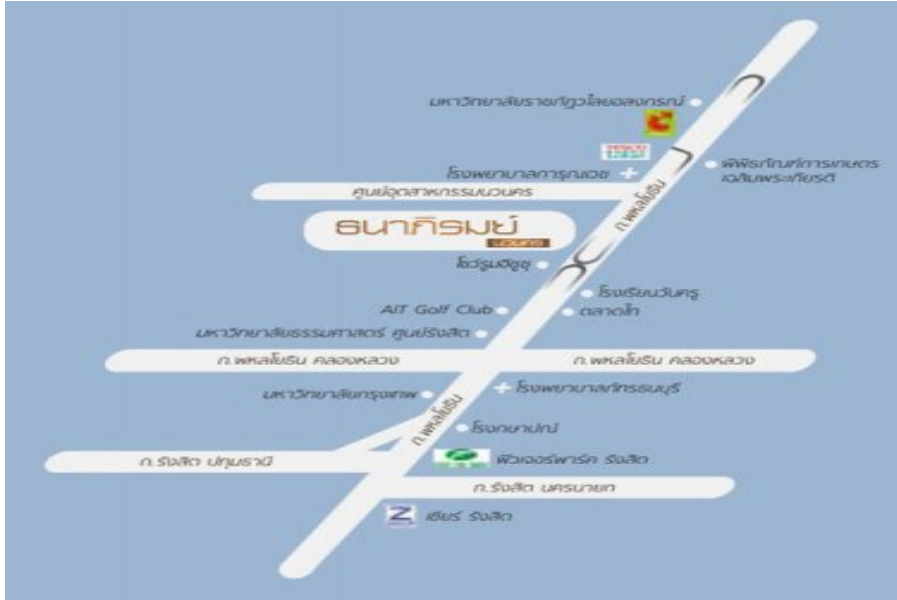 มหาวิทยาลัยราชภัฏวไลยอลงกรณ์
พิพิธภัณฑ์การเกษตร
เฉลิมพระเกียรติ
โรงพยาบาลการุณเวช
ศูนย์อุตสาหกรรมนวนคร
ถ.พหลโยธิน
ธนาภิรมย์
นวนคร
โชว์รูมอีซูซุ
โรงเรียนวันครู
AIT Golf Club
ตลาดไท
มหาวิทยาลัยธรรมศาสตร์ ศูนย์รังสิต
ถ.พหลโยธิน คลองหลวง
ถ.พหลโยธิน คลองหลวง
โรงพยาบาลภัทรธนบุรี
มหาวิทยาลัยกรุงเทพ
ถ.พหลโยธิน
โรงกษาปณ์
ถ.รังสิต ปทุมธานี
ฟิวเจอร์พาร์ค รังสิต
ถ.รังสิต นครนายก
Z
เซียร์ รังสิต